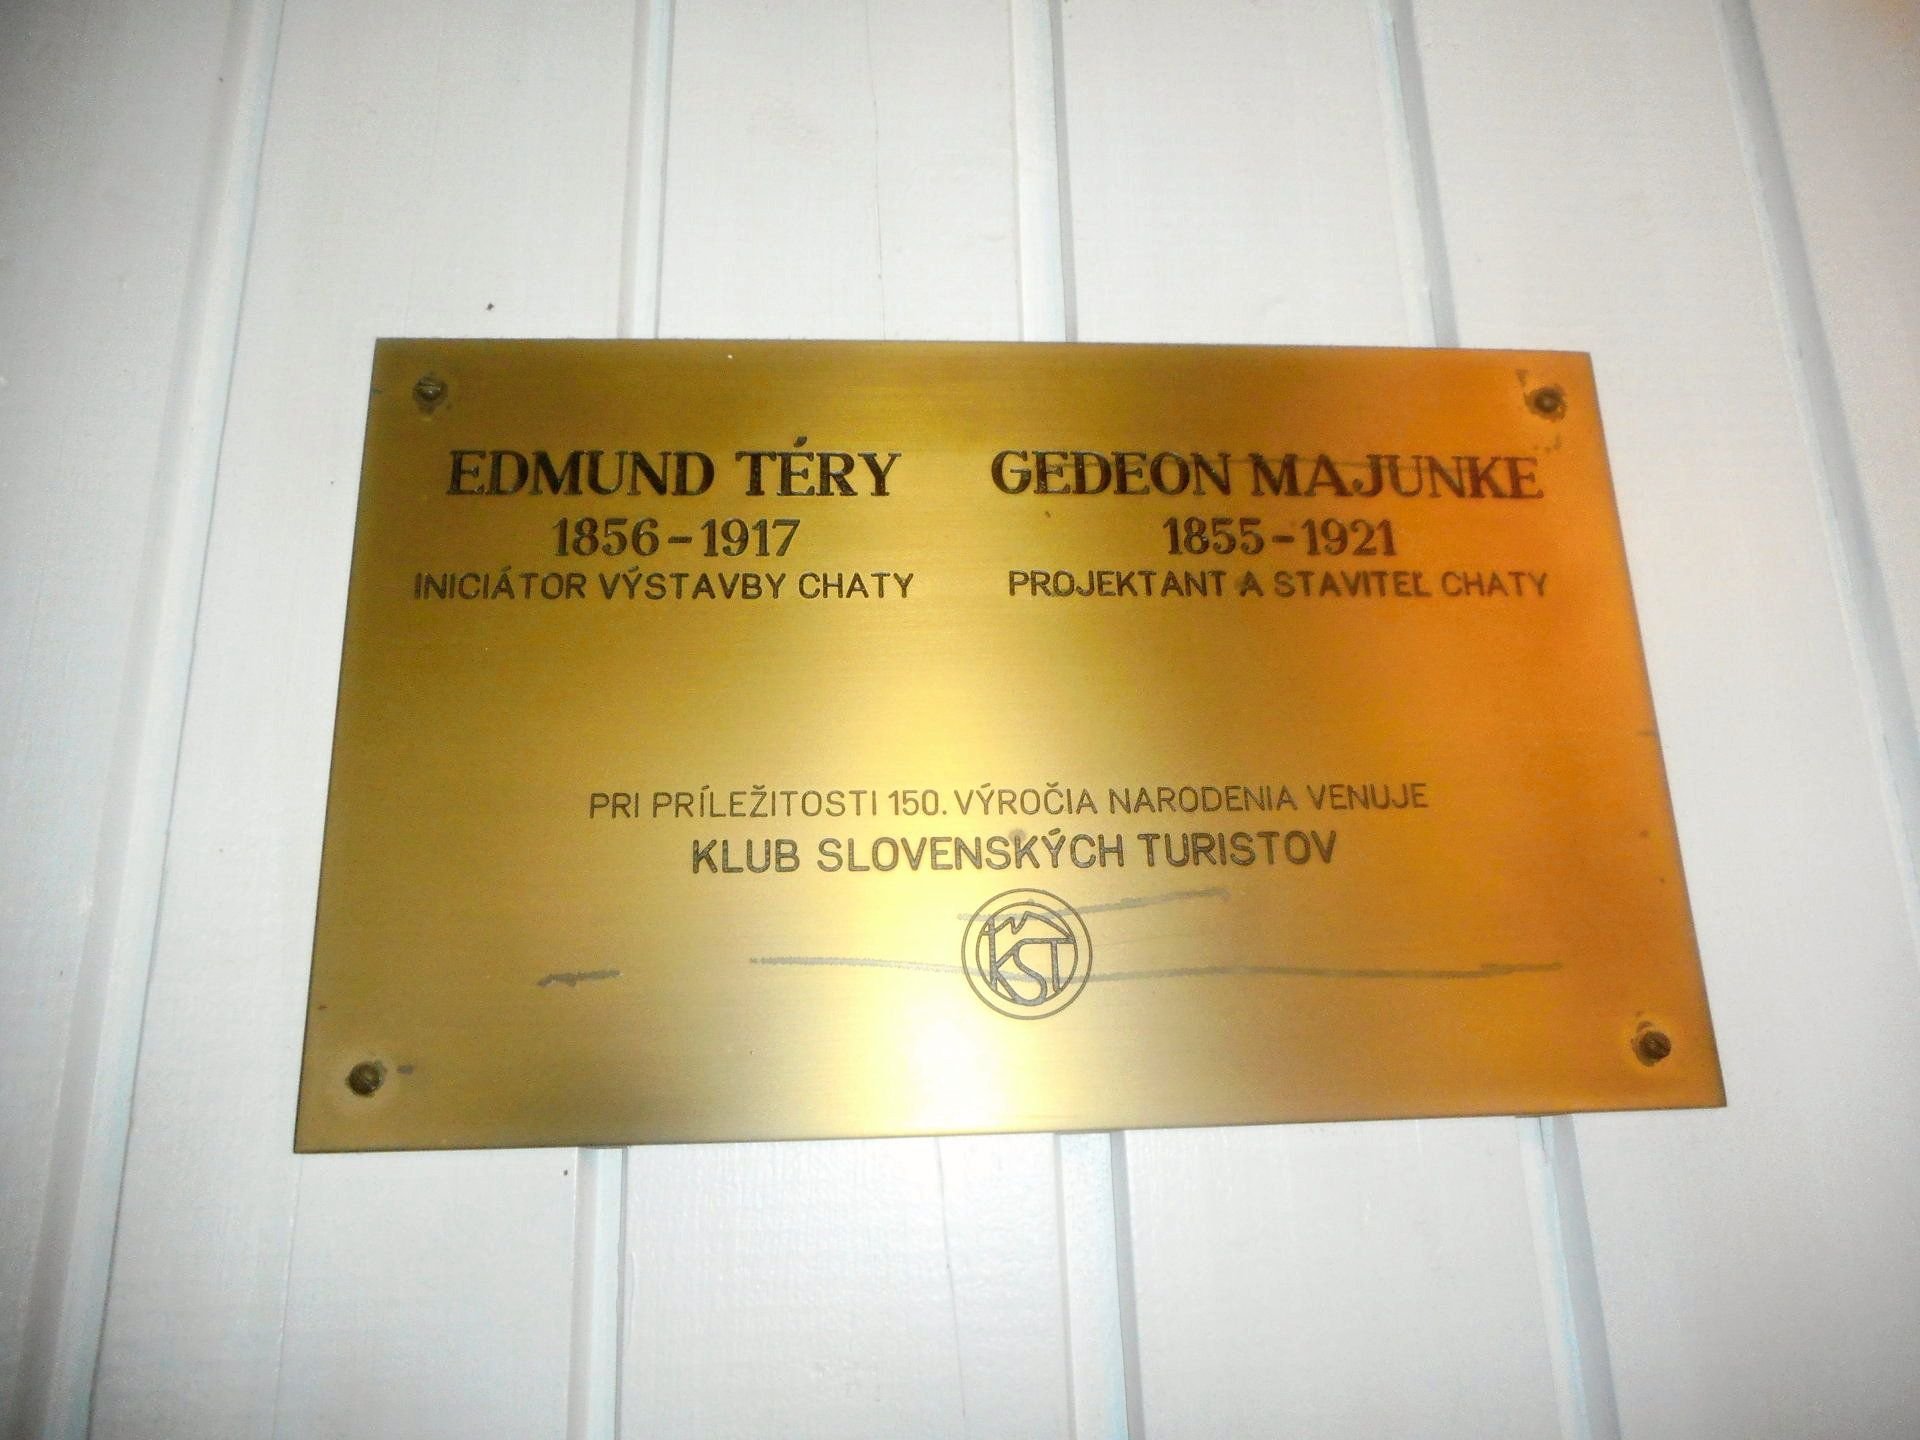 EDMUND TÉRY
1856-1917
INICIÁTOR VÝSTAVBY CHATY
GEDEON MAJUNKE
1855-1921
PROJEKTANT A STAVITEĽ CHATY
PRI PRÍLEŽITOSTI 150. VÝROČIA NARODENIA VENUJE
KLUB SLOVENSKÝCH TURISTOV
KST